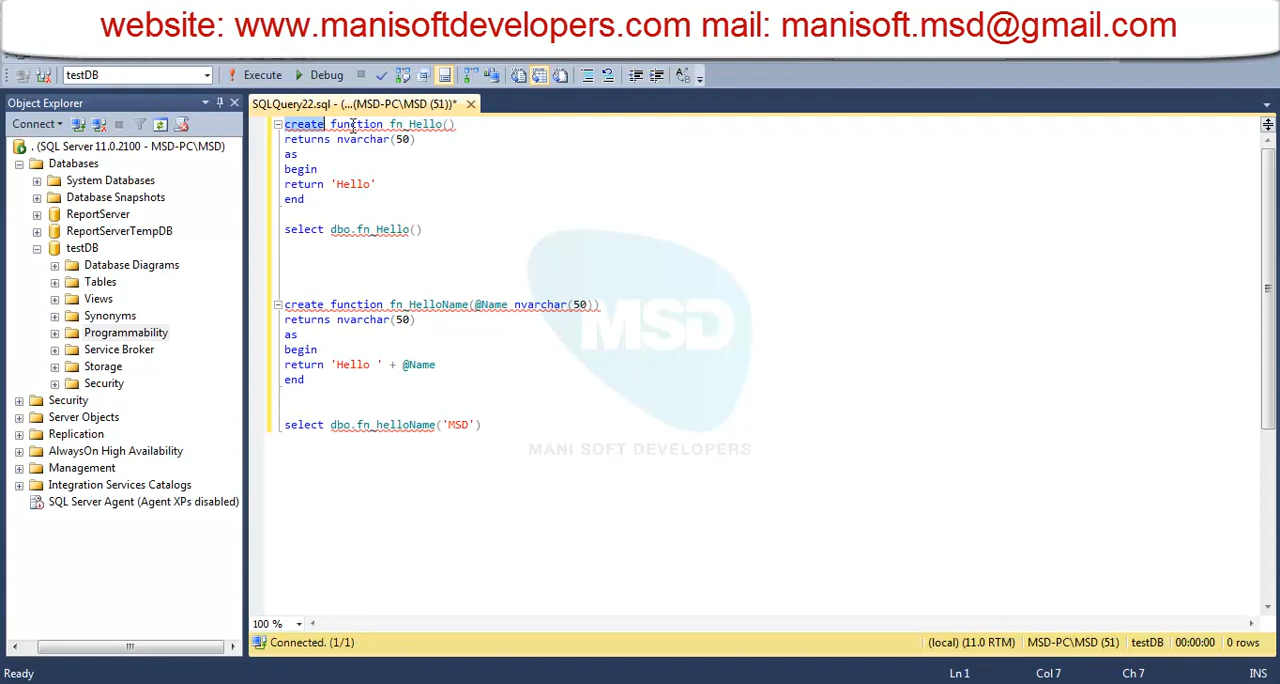 website: www.manisoftdevelopers.com mail: manisoft.msd@gmail.com
testDB Execute Debug
Object Explorer
SQLQuery22.sql - (...(MSD-PC\MSD (51))*
Connect
. (SQL Server 11.0.2100 - MSD-PC\MSD)
Databases
System Databases
Database Snapshots
ReportServer
ReportServerTempDB
testDB
Database Diagrams
Tables
Views
Synonyms
Programmability
Service Broker
Storage
Security
Security
Server Objects
Replication
AlwaysOn High Availability
Management
Integration Services Catalogs
SQL Server Agent (Agent XPs disabled)
create function fn_Hello()
returns nvarchar(50)
as
begin
return 'Hello'
end
select dbo.fn_Hello()
create function fn_HelloName(@Name nvarchar(50))
returns nvarchar(50)
as
begin
return 'Hello ' + @Name
end
select dbo.fn_helloName('MSD')
MSD
MANI SOFT DEVELOPERS
100 %
Connected. (1/1) (local) (11.0 RTM) MSD-PC\MSD (51) testDB 00:00:00 0 rows
Ready Ln 1 Col 7 Ch 7 INS